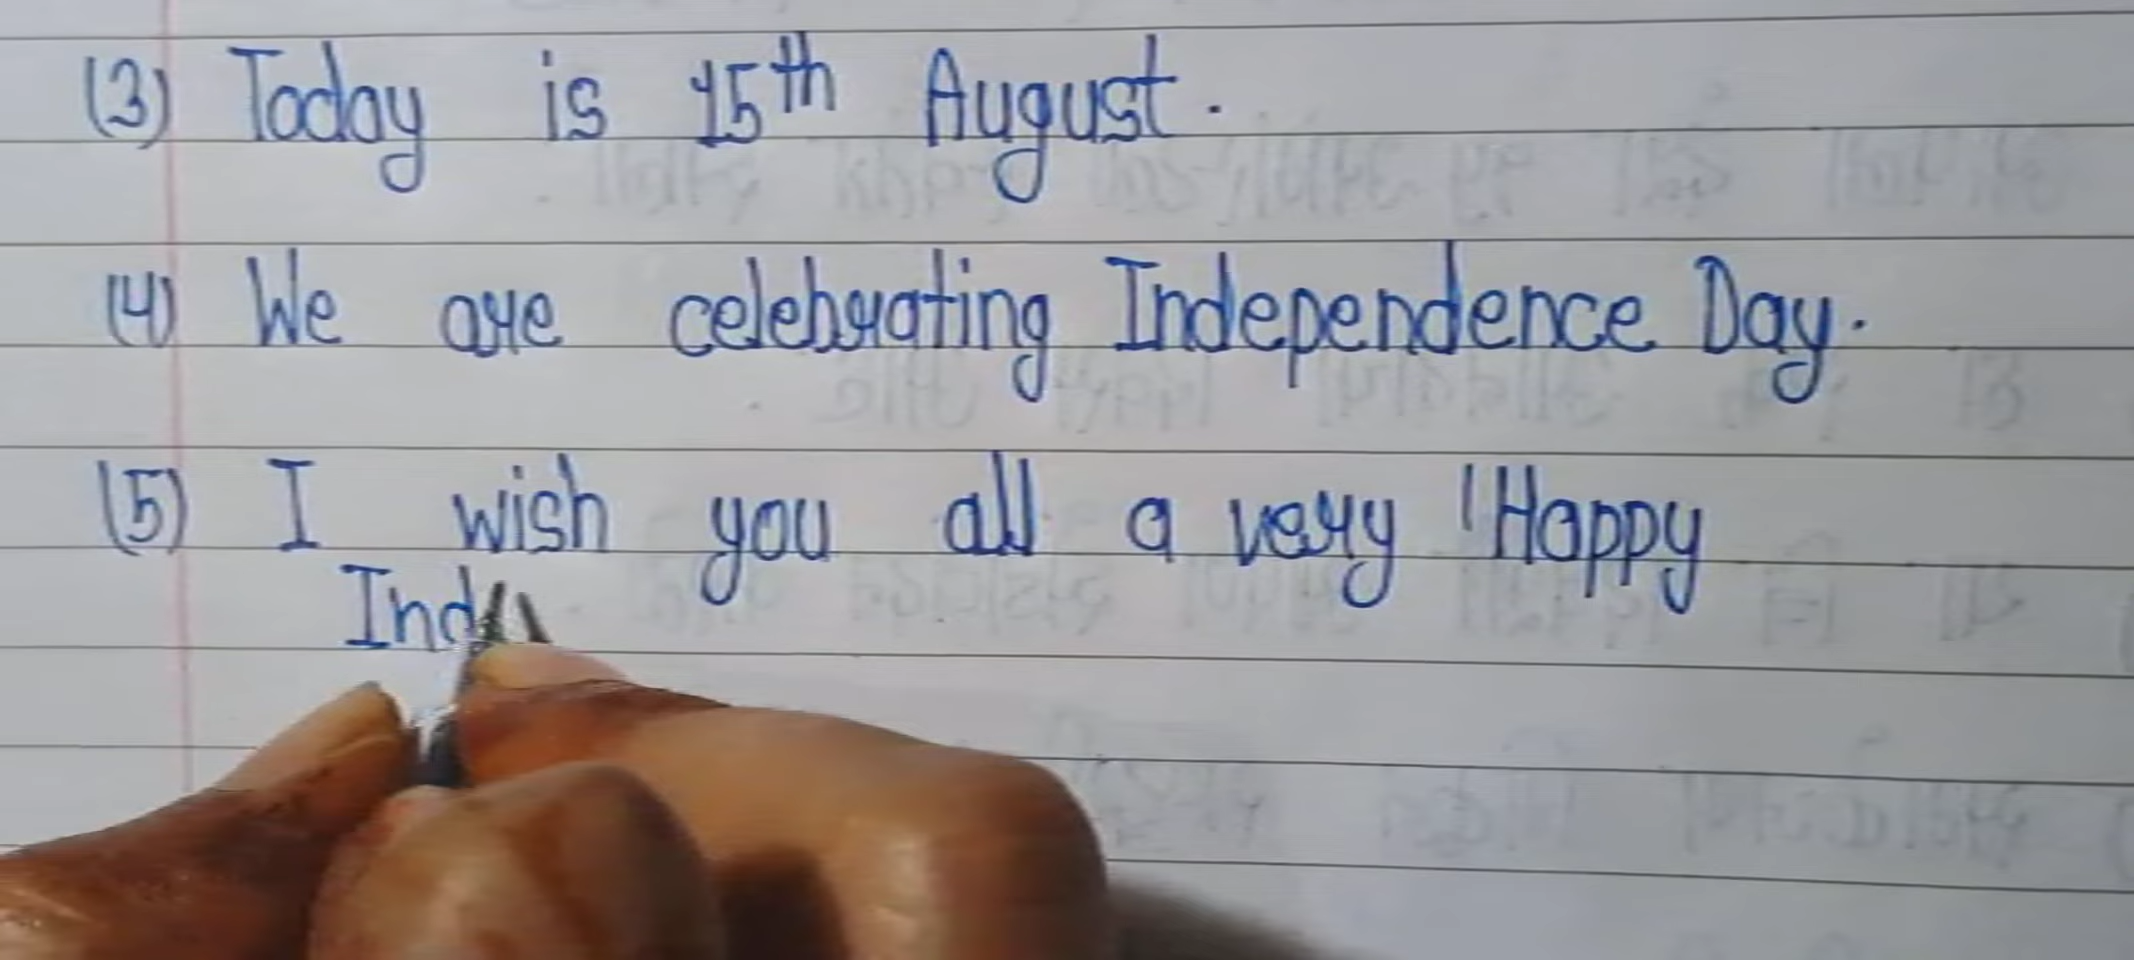 (3) Today is 15th August.
(4) We are celebrating Independence Day.
(5) I wish you all a very 'Happy
Ind